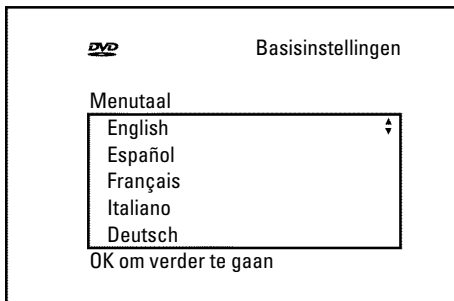 DVD
Basisinstellingen
Menutaal
English
Español
Français
Italiano
Deutsch
OK om verder te gaan